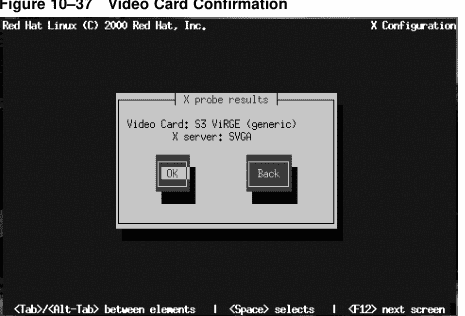 Figure 10–37 Video Card Confirmation
Red Hat Linux (C) 2000 Red Hat, Inc. X Configuration
X probe results
Video Card: S3 ViRGE (generic)
X server: SVGA
OK Back
<Tab>/<Alt-Tab> between elements | <Space> selects | <F12> next screen